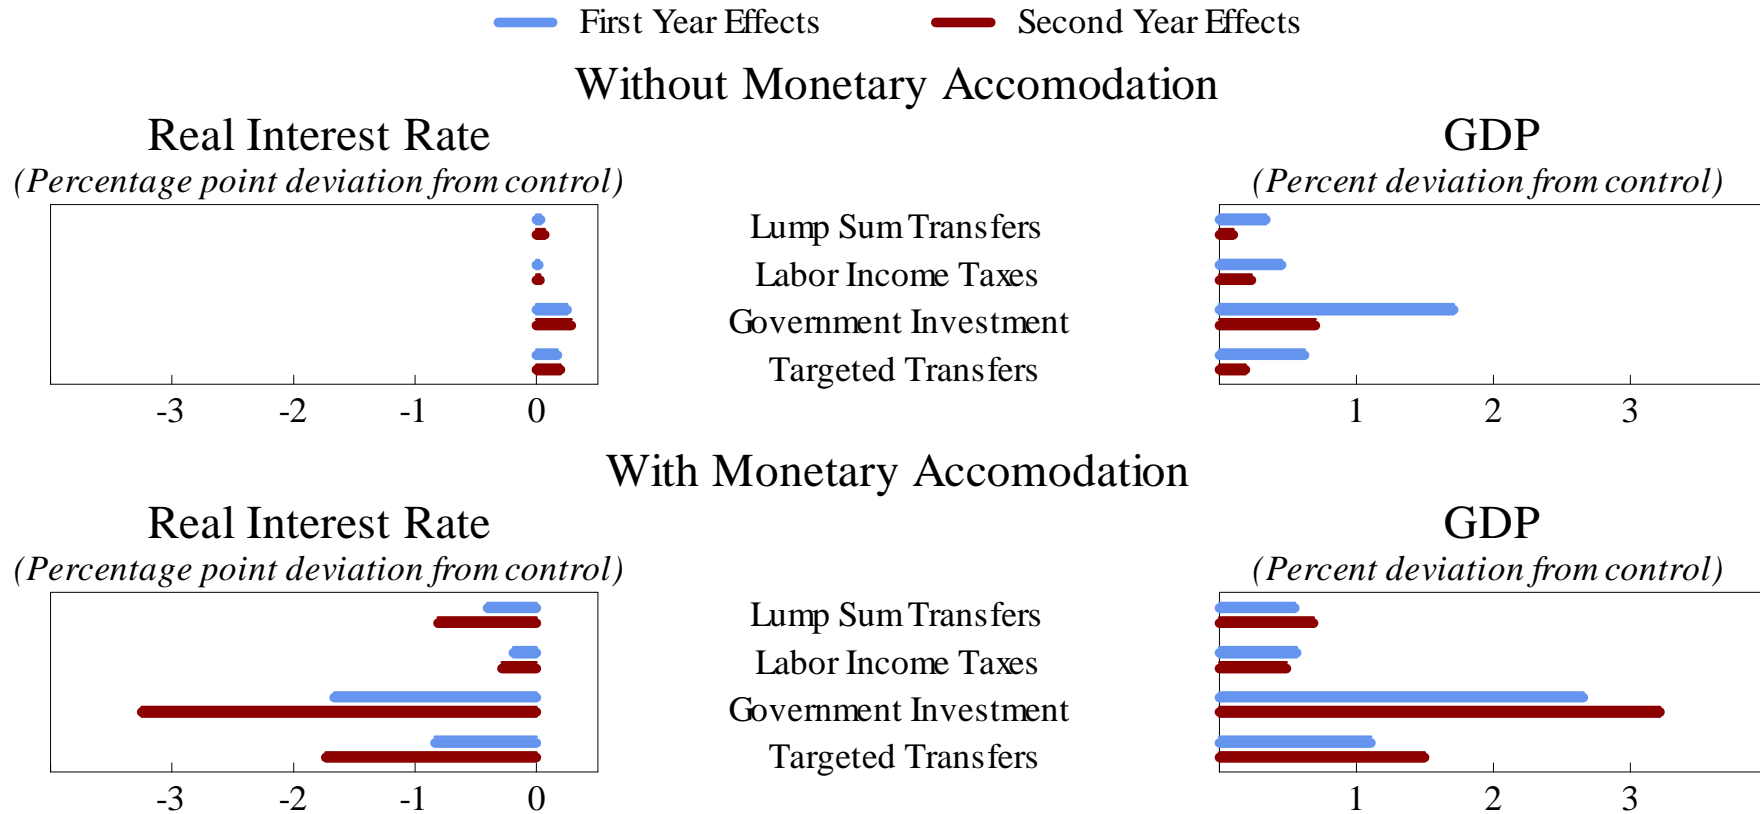 First Year Effects
Second Year Effects
Without Monetary Accomodation
Real Interest Rate
(Percentage point deviation from control)
GDP
(Percent deviation from control)
Lump Sum Transfers
Labor Income Taxes
Government Investment
Targeted Transfers
-3 -2 -1 0
1 2 3
With Monetary Accomodation
Real Interest Rate
(Percentage point deviation from control)
GDP
(Percent deviation from control)
Lump Sum Transfers
Labor Income Taxes
Government Investment
Targeted Transfers
-3 -2 -1 0
1 2 3